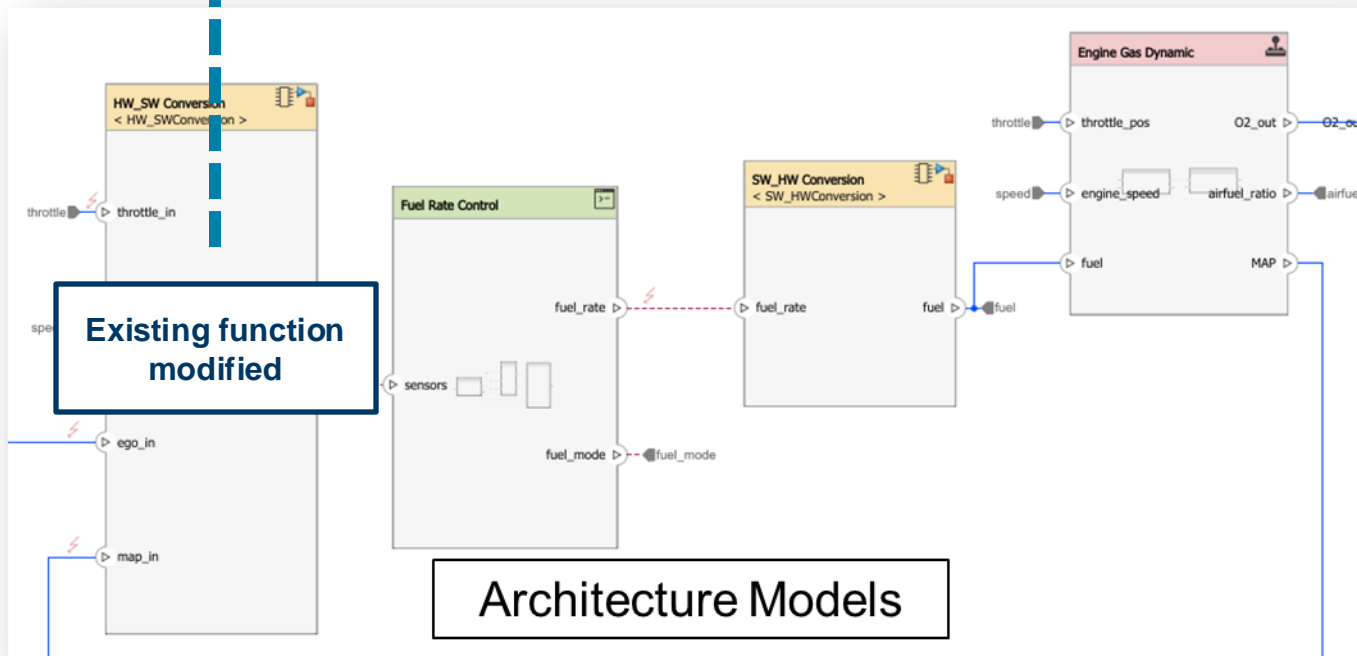 HW_SW Conversion
< HW_SWConversion >
throttle
throttle_in
Existing function
modified
ego_in
map_in
Fuel Rate Control
sensors
fuel_rate
fuel_mode
fuel_mode
SW_HW Conversion
< SW_HWConversion >
fuel_rate
fuel
fuel
Engine Gas Dynamic
throttle
throttle_pos
O2_out
speed
engine_speed
airfuel_ratio
fuel
MAP
Architecture Models